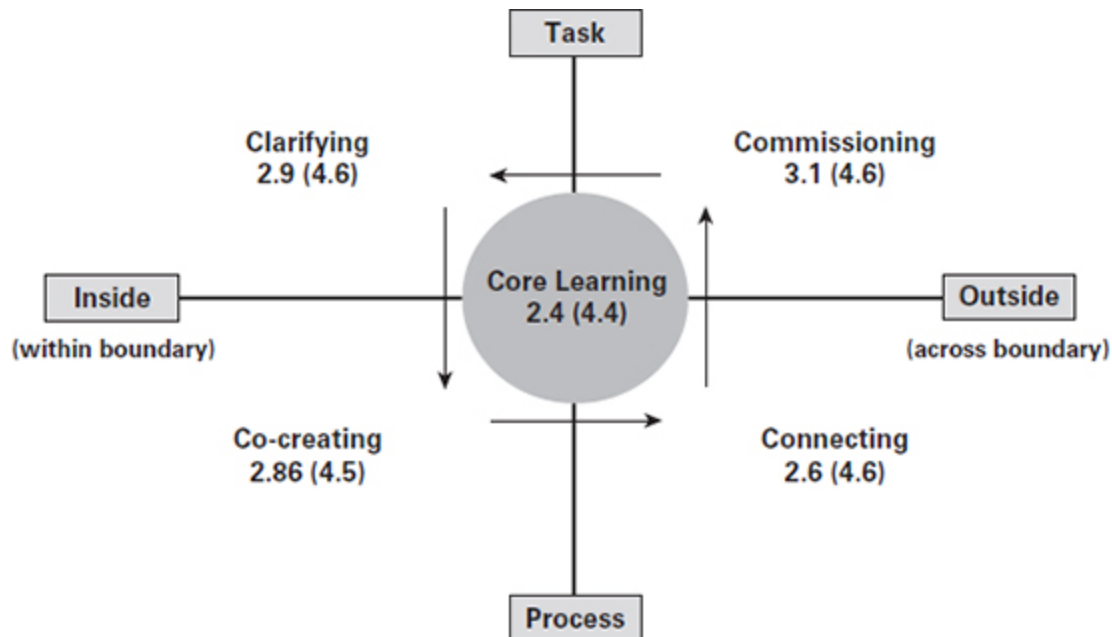 Task
Clarifying
2.9 (4.6)
Commissioning
3.1 (4.6)
Core Learning
2.4 (4.4)
Inside
(within boundary)
Outside
(across boundary)
Co-creating
2.86 (4.5)
Connecting
2.6 (4.6)
Process